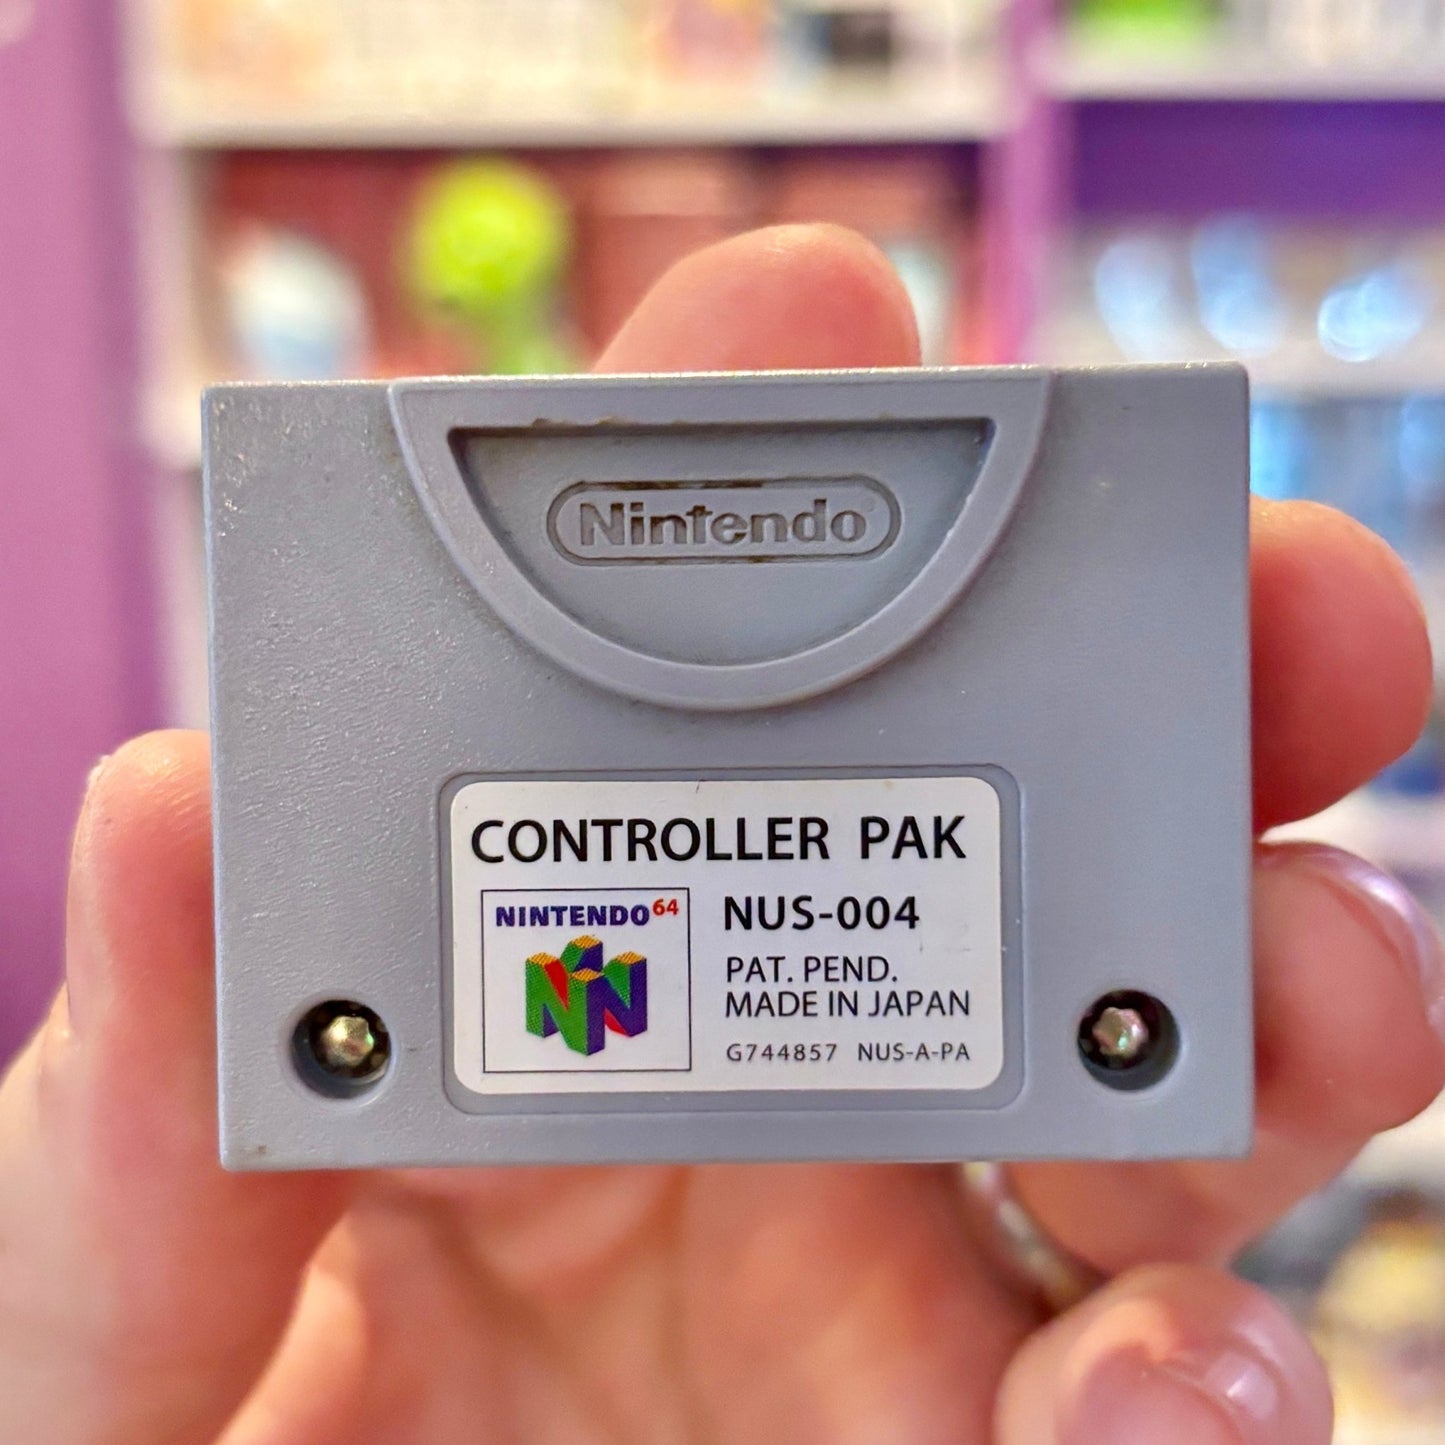 Nintendo
CONTROLLER PAK
NINTENDO64
NUS-004
PAT. PEND.
MADE IN JAPAN
G744857 NUS-A-PA